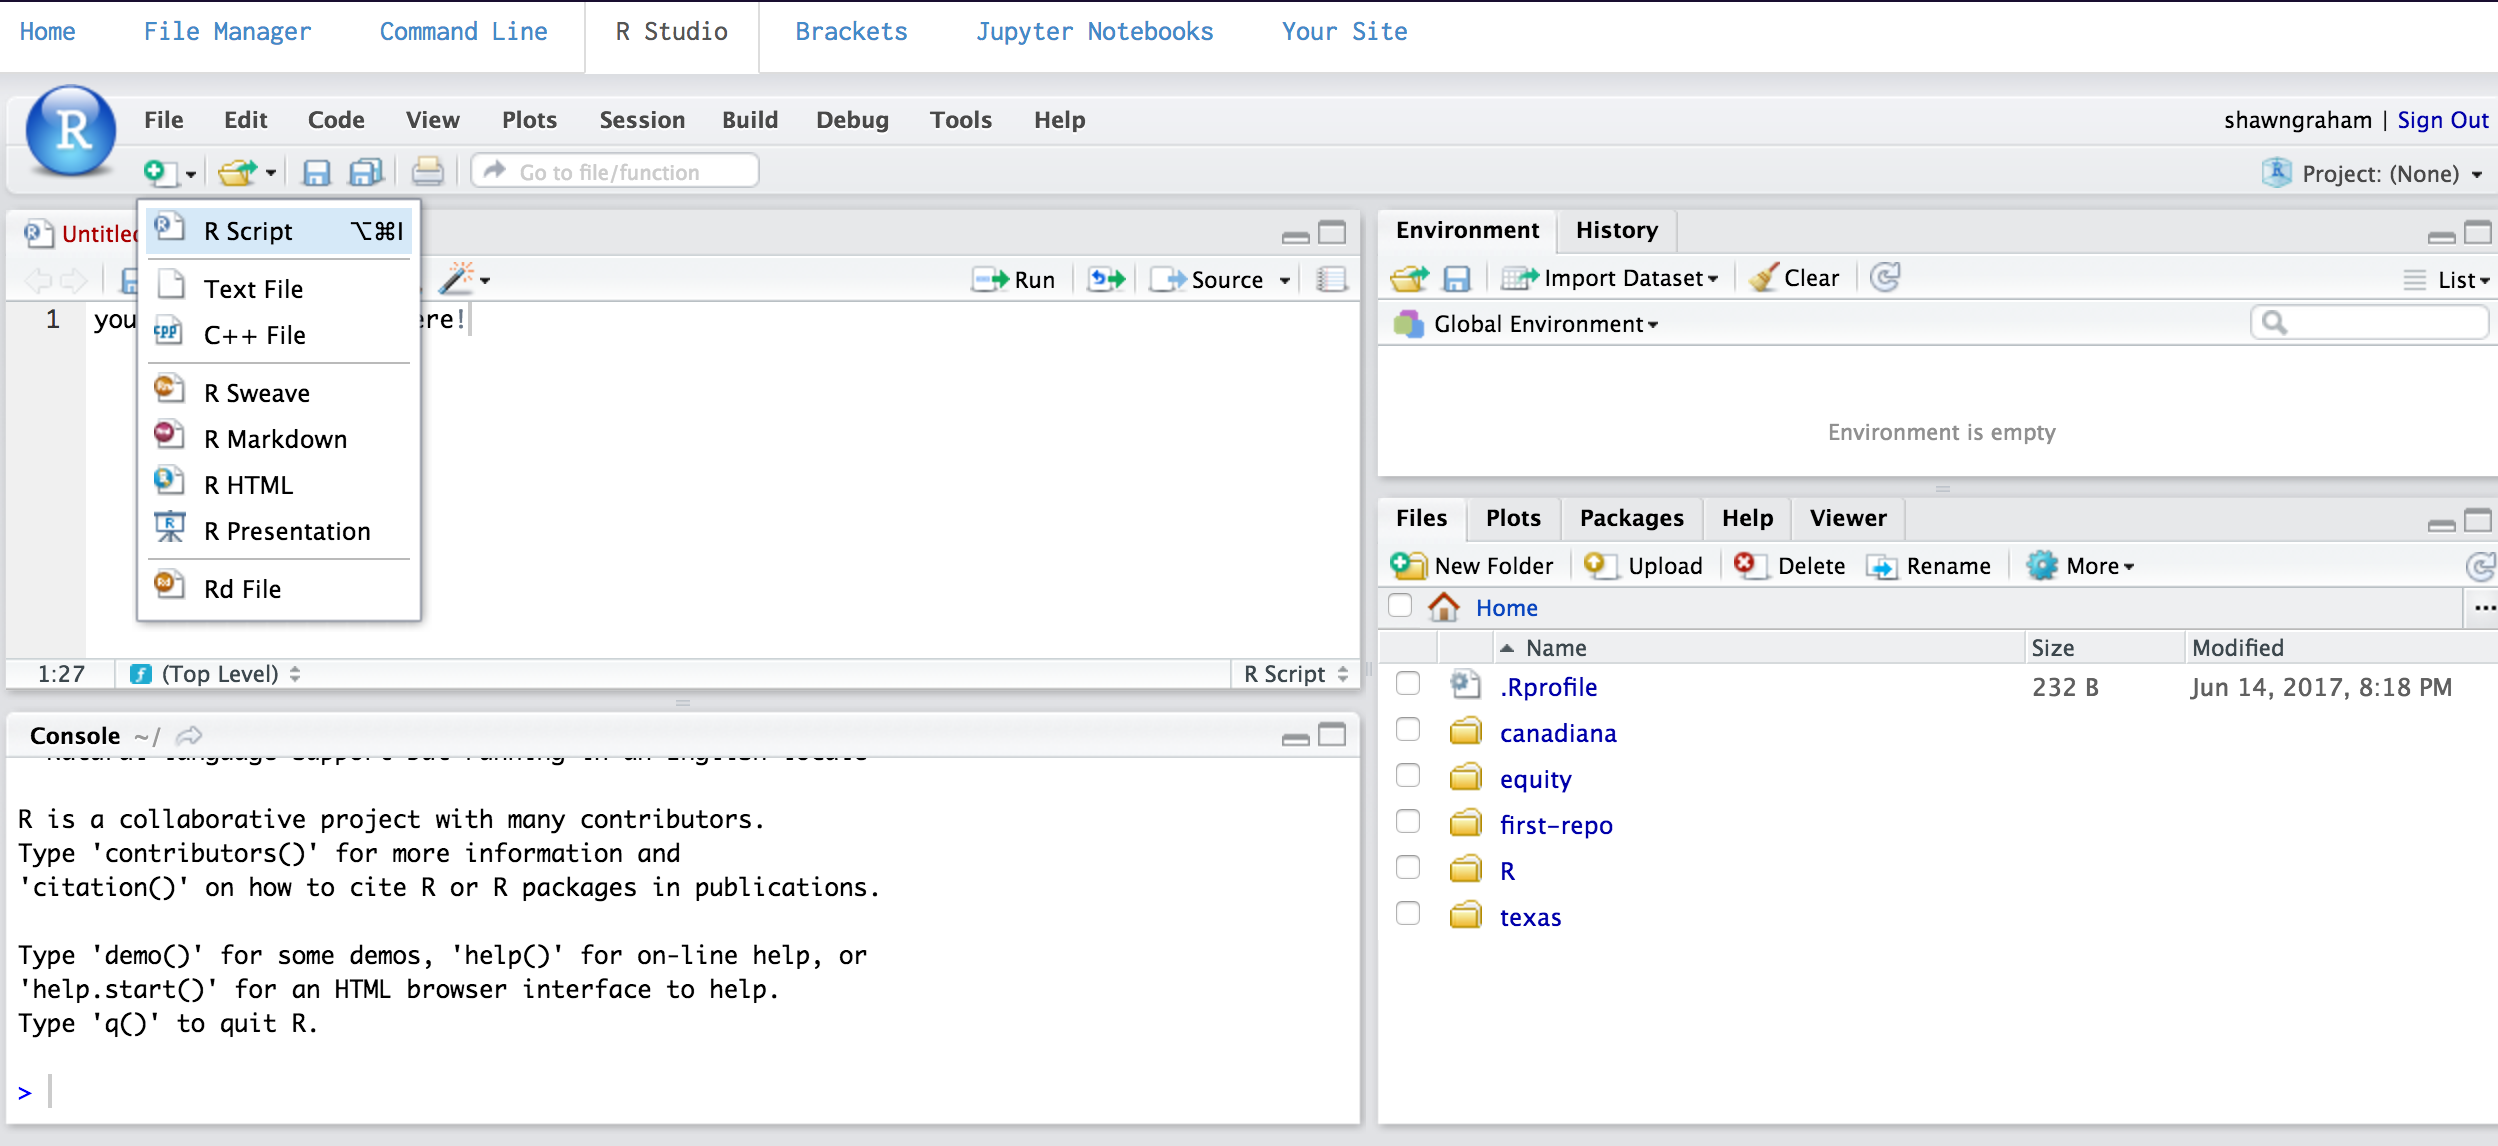 Home File Manager Command Line R Studio Brackets Jupyter Notebooks Your Site
R File Edit Code View Plots Session Build Debug Tools Help shawngraham | Sign Out
Go to file/function Project: (None)
R Script ⌥⌘I
Text File
C++ File
R Sweave
R Markdown
R HTML
R Presentation
Rd File
Run Source
1
1:27 (Top Level) R Script
Console ~/
R is a collaborative project with many contributors.
Type 'contributors()' for more information and
'citation()' on how to cite R or R packages in publications.
Type 'demo()' for some demos, 'help()' for on-line help, or
'help.start()' for an HTML browser interface to help.
Type 'q()' to quit R.
>
Environment History
Import Dataset Clear List
Global Environment
Environment is empty
Files Plots Packages Help Viewer
New Folder Upload Delete Rename More
Home ...
Name Size Modified
.Rprofile 232 B Jun 14, 2017, 8:18 PM
canadiana
equity
first-repo
R
texas